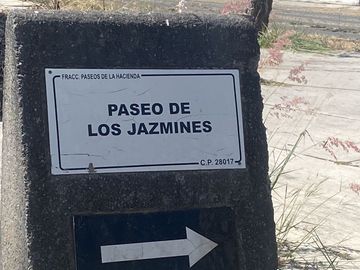 FRACC. PASEOS DE LA HACIENDA
PASEO DE
LOS JAZMINES
C.P. 28017